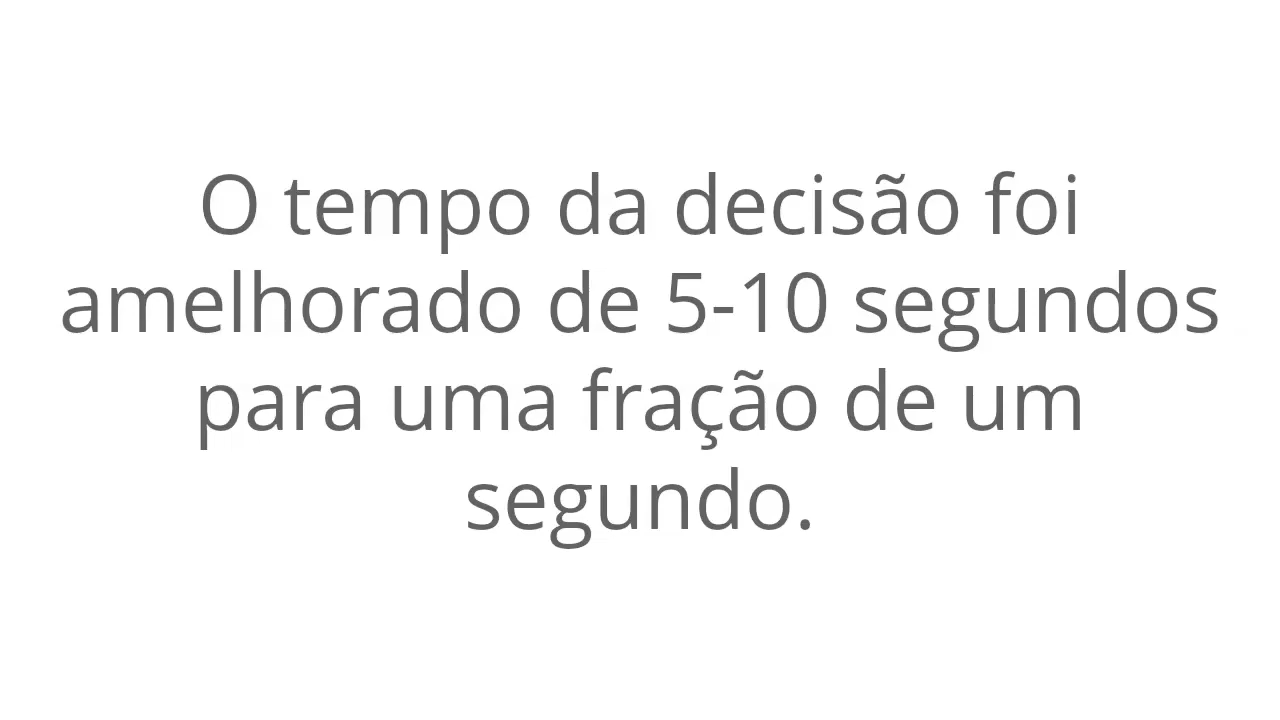 O tempo da decisão foi
amelhorado de 5-10 segundos
para uma fração de um
segundo.